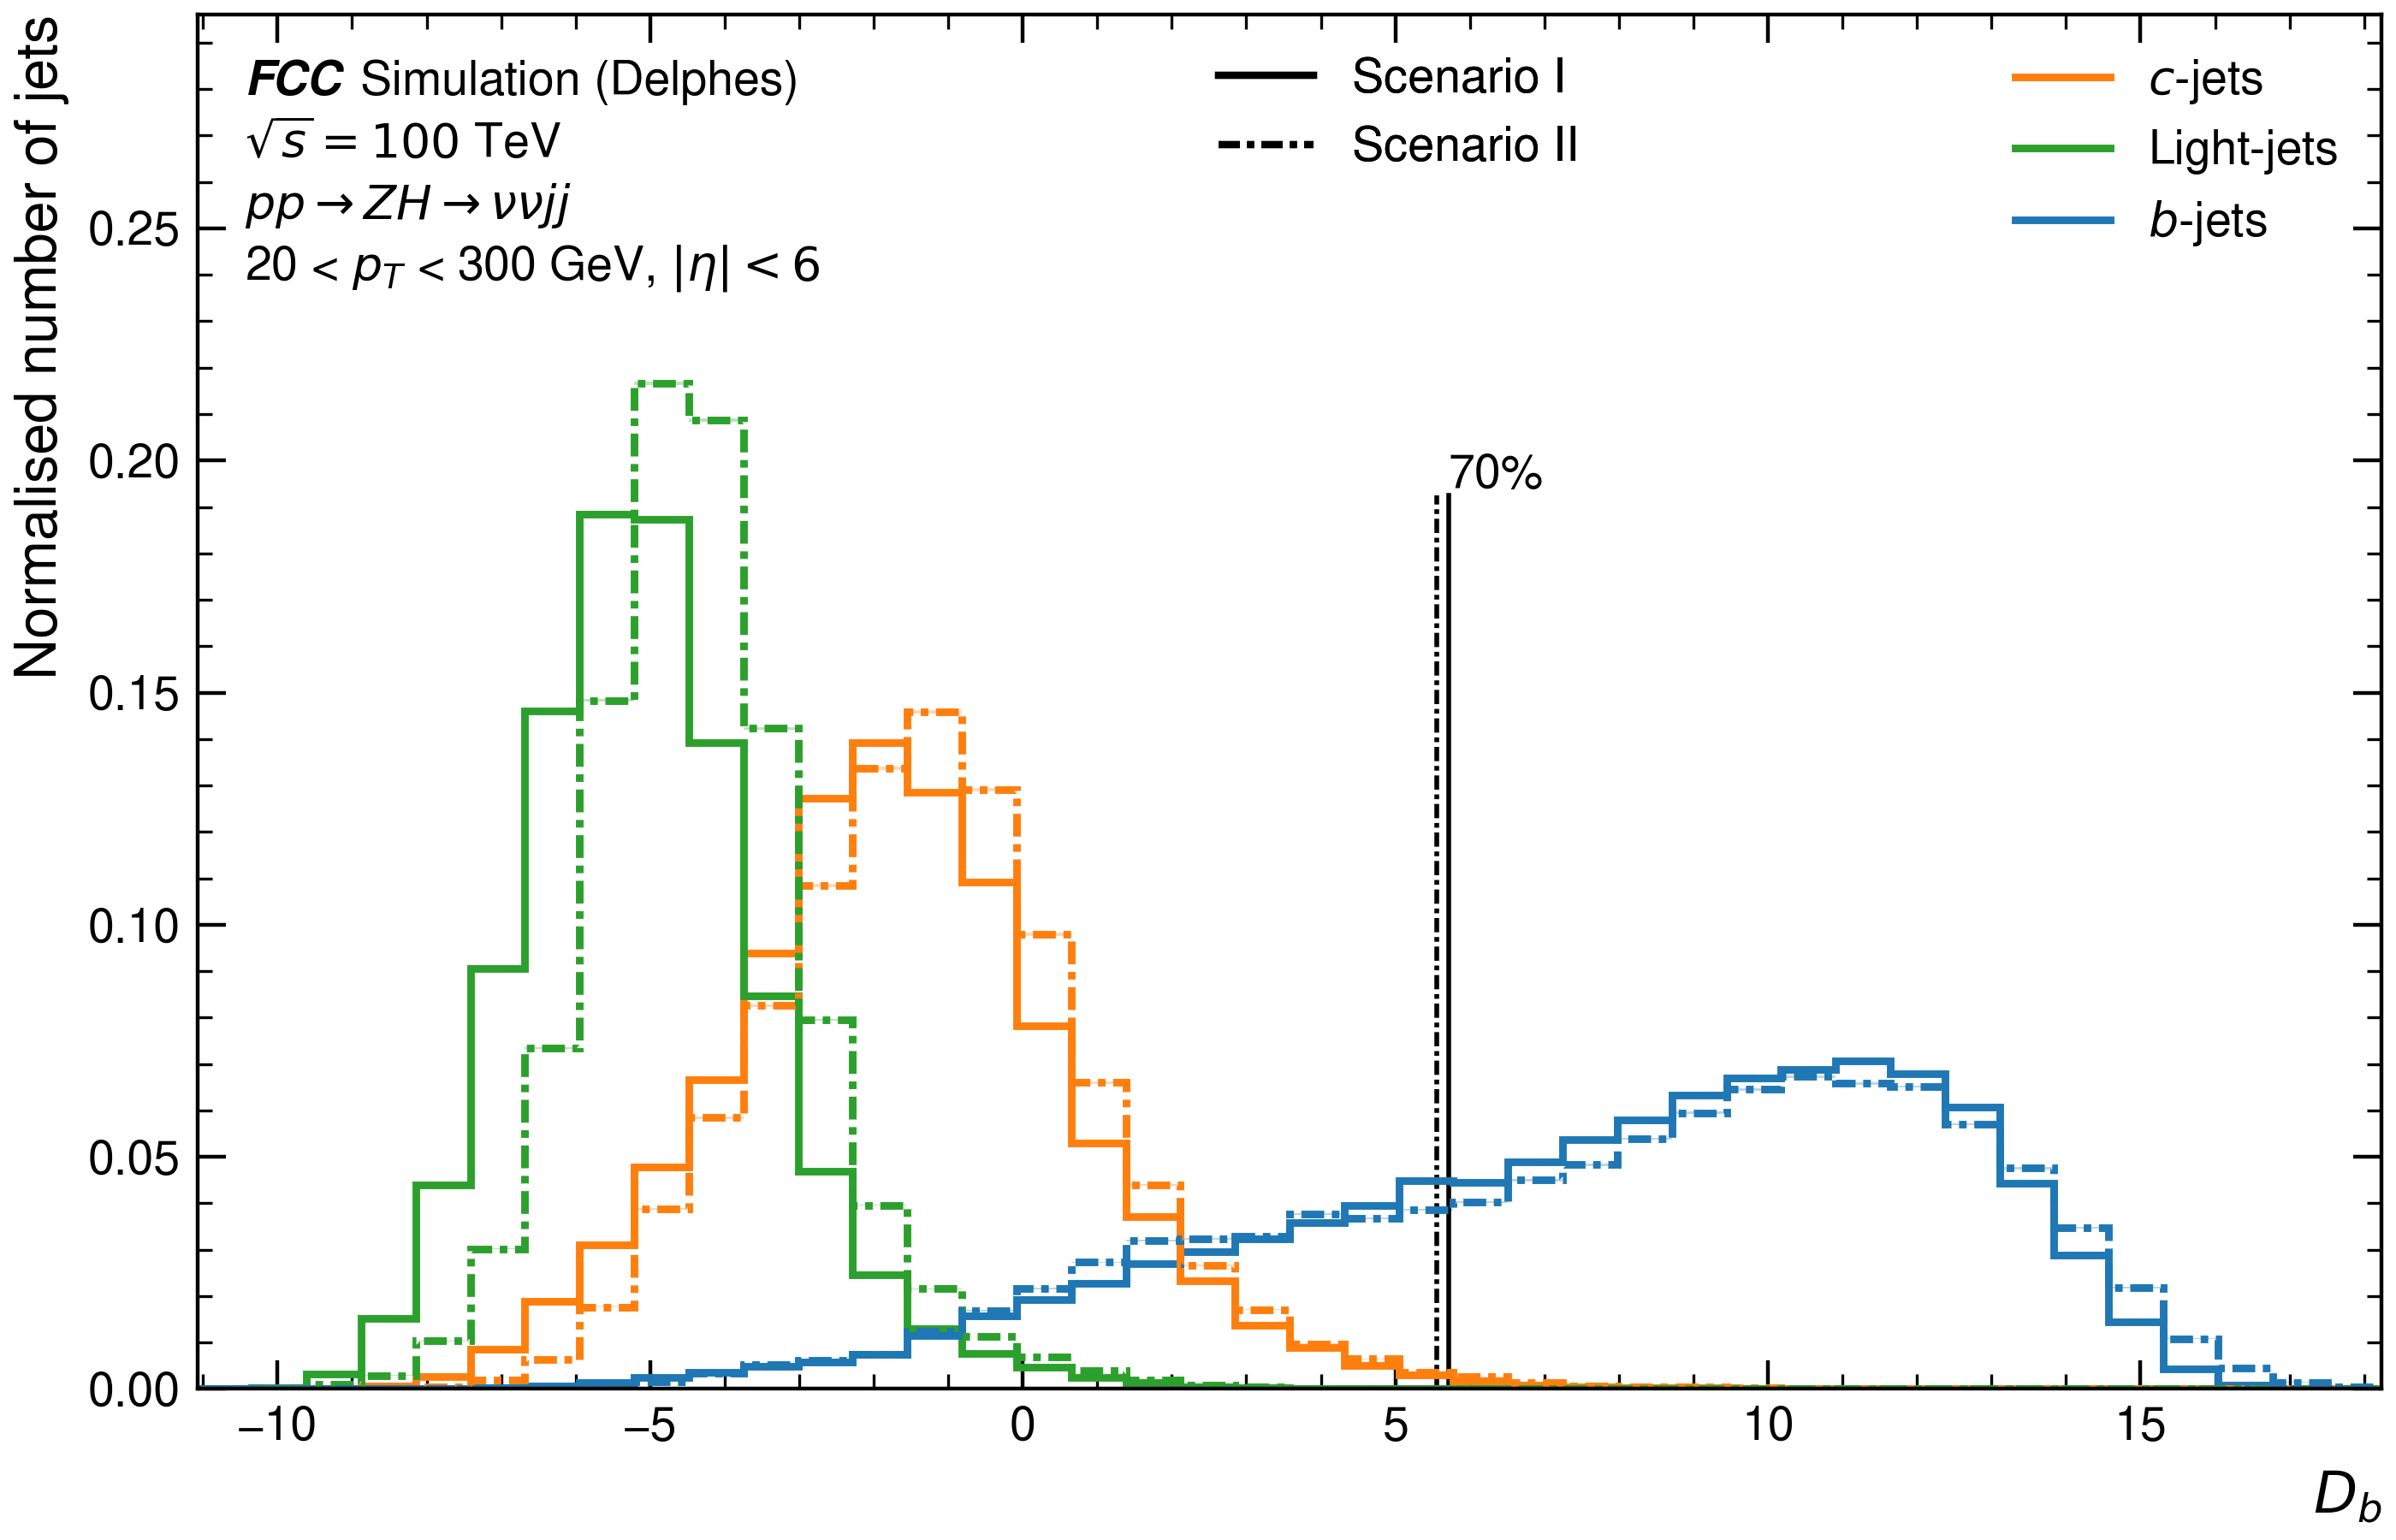 Normalised number of jets
FCC Simulation (Delphes)
√s = 100 TeV
pp → ZH → ννjj
20 < p_T < 300 GeV, |η| < 6
Scenario I
Scenario II
c-jets
Light-jets
b-jets
70%
0.25
0.20
0.15
0.10
0.05
0.00
−10 −5 0 5 10 15
D_b